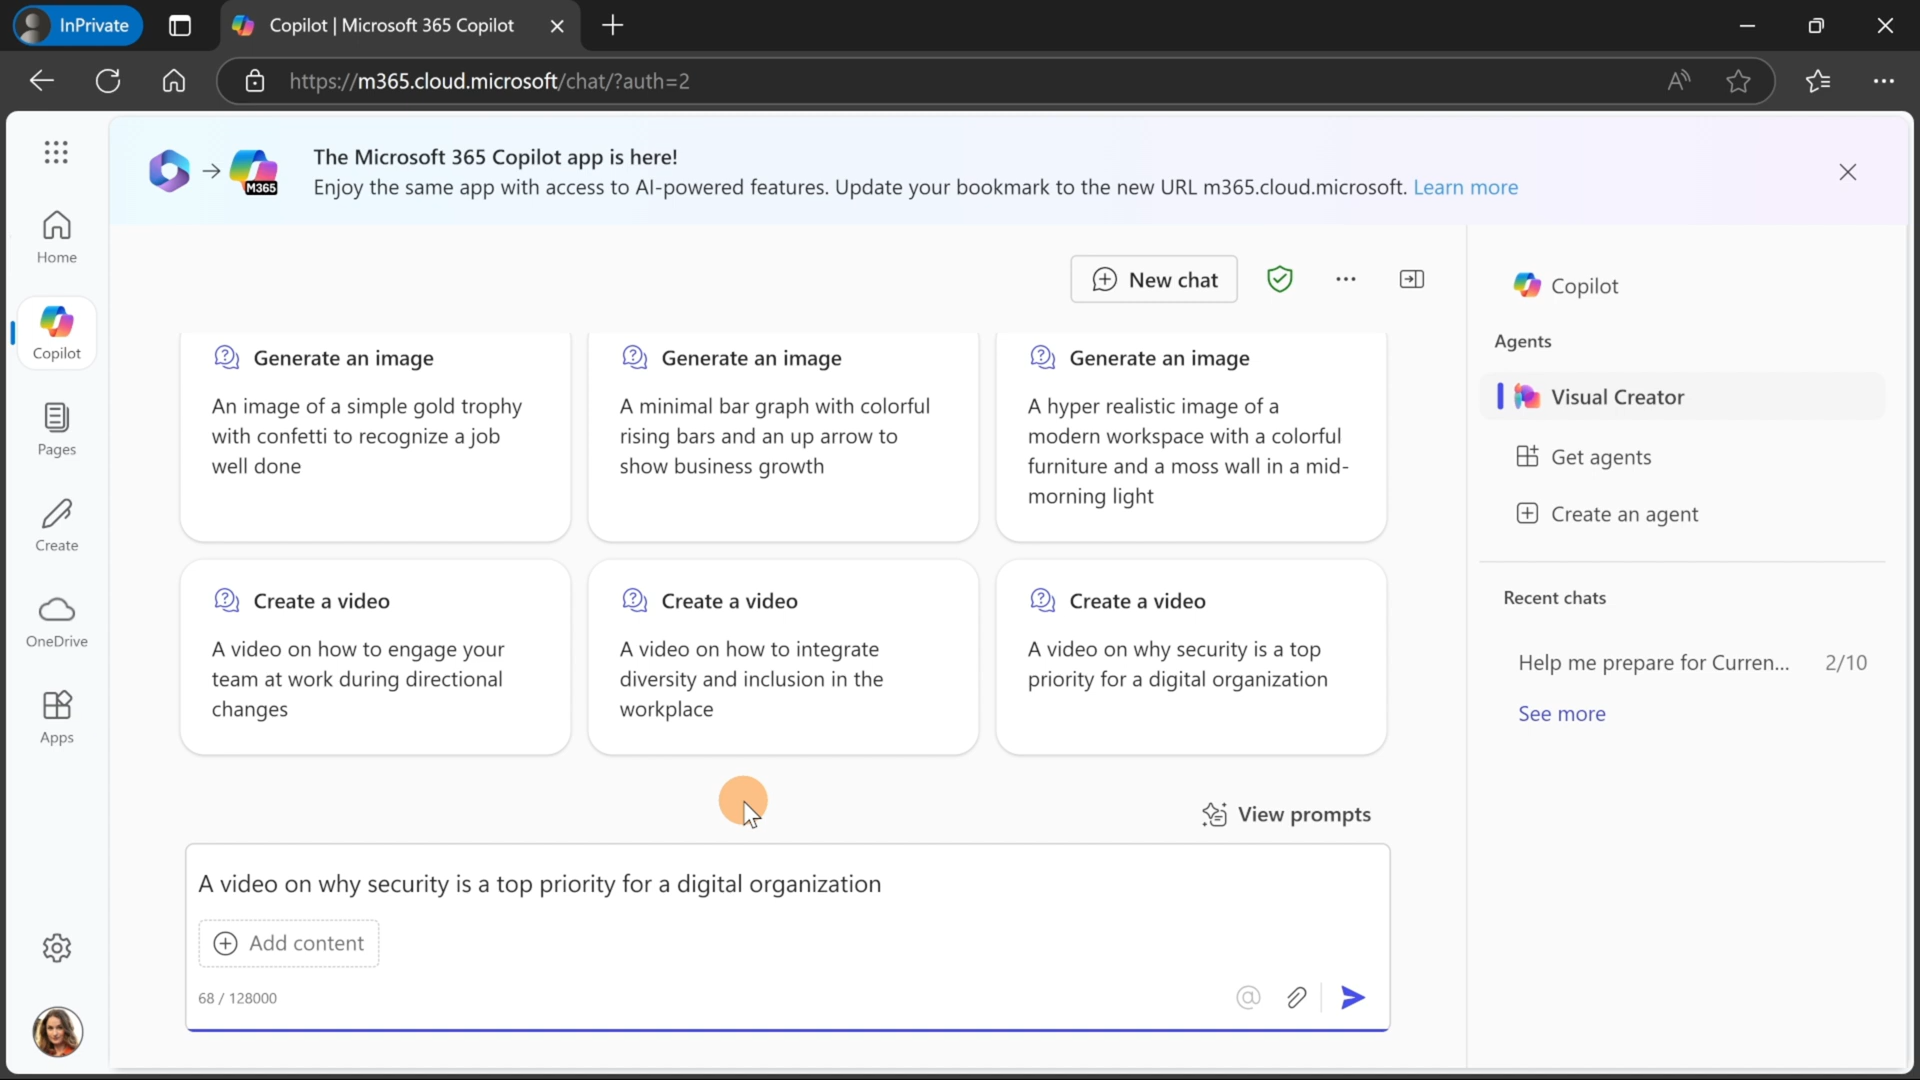 InPrivate
Copilot | Microsoft 365 Copilot
https://m365.cloud.microsoft/chat/?auth=2
M365
The Microsoft 365 Copilot app is here!
Enjoy the same app with access to AI-powered features. Update your bookmark to the new URL m365.cloud.microsoft. Learn more
Home
Copilot
Pages
Create
OneDrive
Apps
New chat
Generate an image
An image of a simple gold trophy
with confetti to recognize a job
well done
Generate an image
A minimal bar graph with colorful
rising bars and an up arrow to
show business growth
Generate an image
A hyper realistic image of a
modern workspace with a colorful
furniture and a moss wall in a mid-
morning light
Create a video
A video on how to engage your
team at work during directional
changes
Create a video
A video on how to integrate
diversity and inclusion in the
workplace
Create a video
A video on why security is a top
priority for a digital organization
View prompts
A video on why security is a top priority for a digital organization
Add content
68 / 128000
Copilot
Agents
Visual Creator
Get agents
Create an agent
Recent chats
Help me prepare for Curren... 2/10
See more